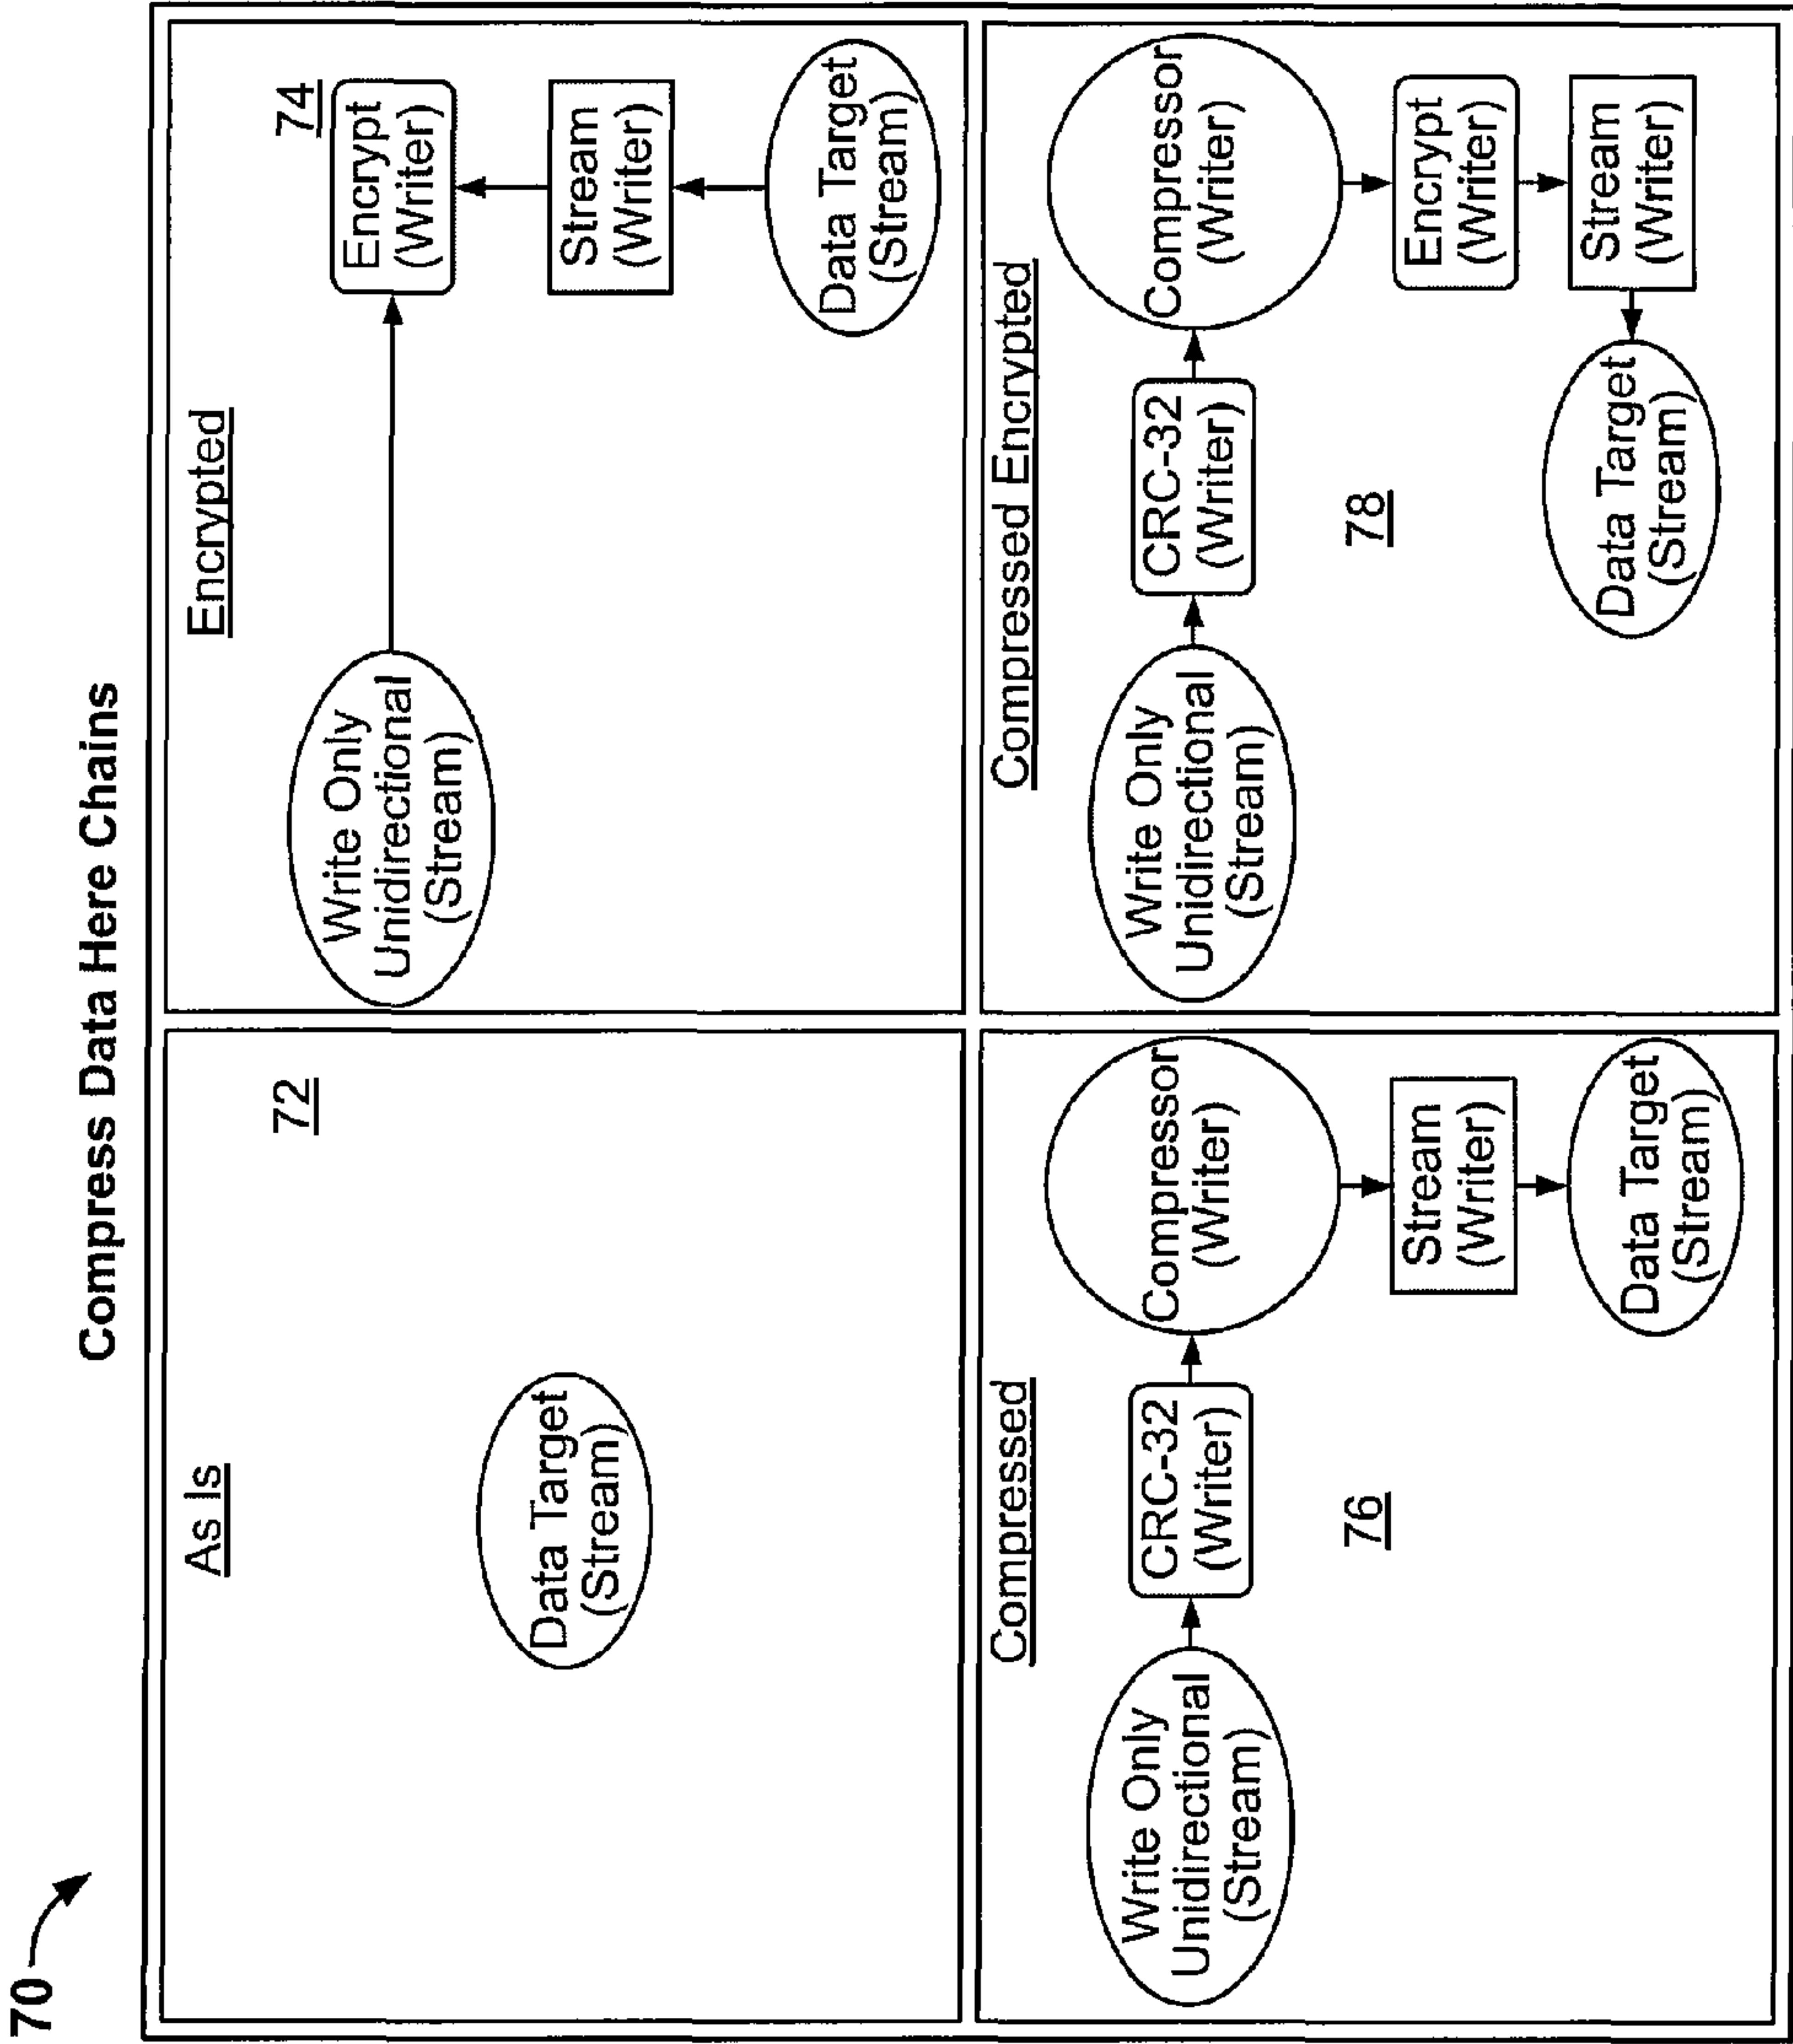 70
Compress Data Here Chains
As Is
72
Data Target
(Stream)
Encrypted
74
Write Only
Unidirectional
(Stream)
Encrypt
(Writer)
Stream
(Writer)
Data Target
(Stream)
Compressed
Write Only
Unidirectional
(Stream)
CRC-32
(Writer)
Compressor
(Writer)
76
Stream
(Writer)
Data Target
(Stream)
Compressed Encrypted
Write Only
Unidirectional
(Stream)
CRC-32
(Writer)
Compressor
(Writer)
78
Encrypt
(Writer)
Stream
(Writer)
Data Target
(Stream)